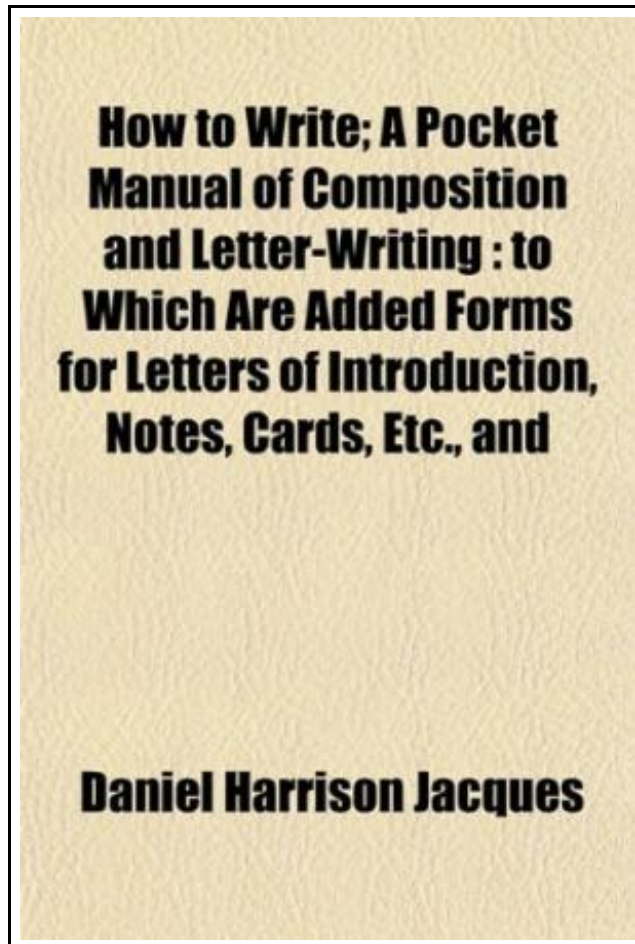 How to Write; A Pocket
Manual of Composition
and Letter-Writing : to
Which Are Added Forms
for Letters of Introduction,
Notes, Cards, Etc., and
Daniel Harrison Jacques